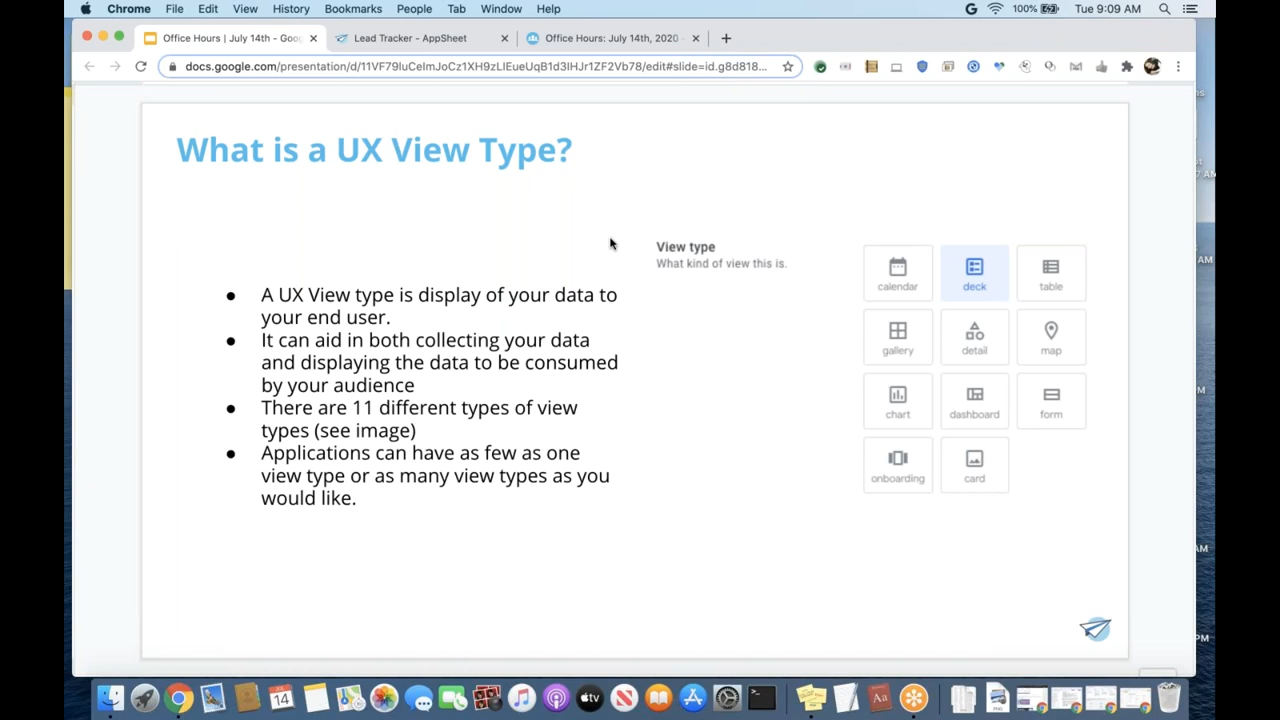 Chrome File Edit View History Bookmarks People Tab Window Help 100% Tue 9:09 AM
Office Hours | July 14th - Goog Lead Tracker - AppSheet Office Hours: July 14th, 2020 -
What is a UX View Type?
View type
What kind of view this is.
calendar deck table
gallery detail map
chart dashboard form
onboarding card
● A UX View type is display of your data to
your end user.
● It can aid in both collecting your data
and displaying the data to be consumed
by your audience
● There are 11 different types of view
types (see image)
● Applications can have as few as one
view type or as many view types as you
would like.